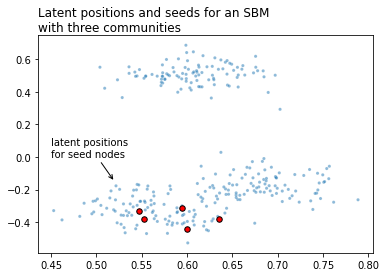 Latent positions and seeds for an SBM
with three communities
0.6
0.4
0.2
latent positions
for seed nodes
0.0
−0.2
−0.4
0.45 0.50 0.55 0.60 0.65 0.70 0.75 0.80